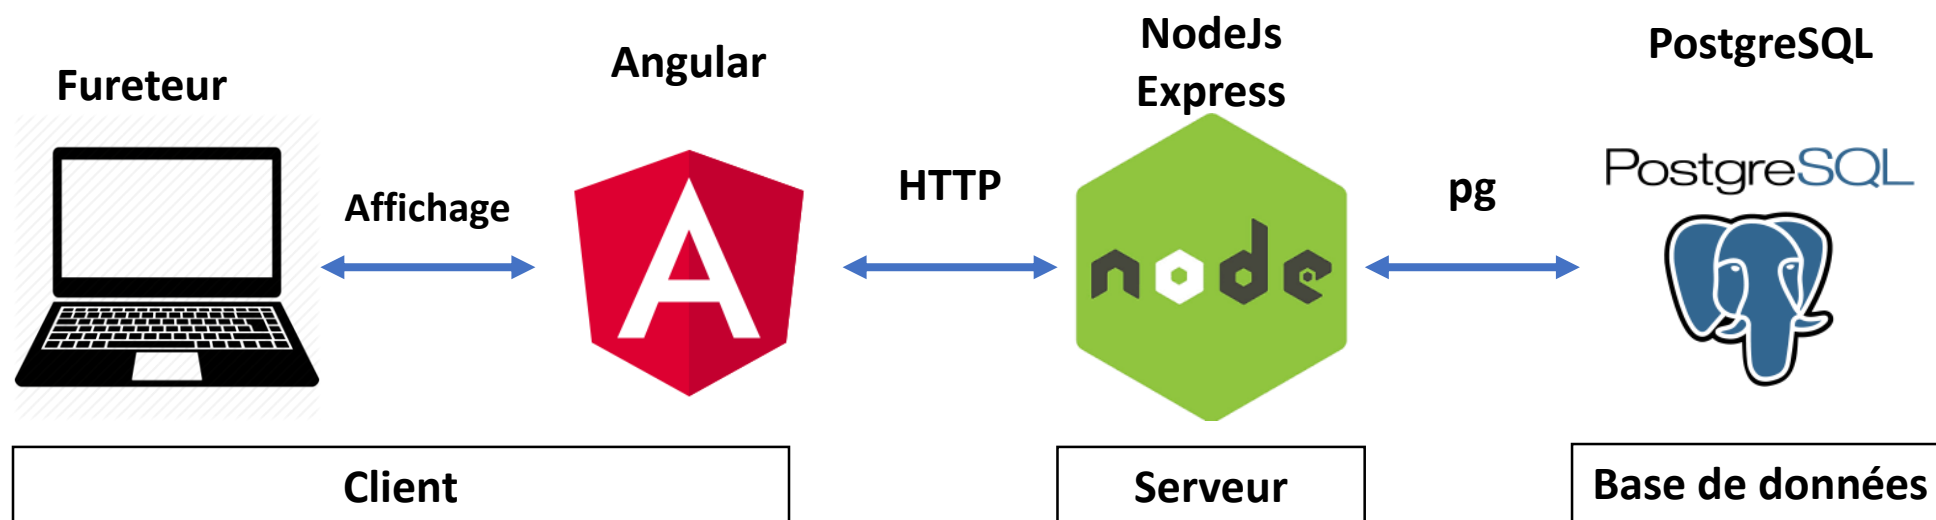 Fureteur
Affichage
Angular
HTTP
NodeJs
Express
node
pg
PostgreSQL
PostgreSQL
Client
Serveur
Base de données